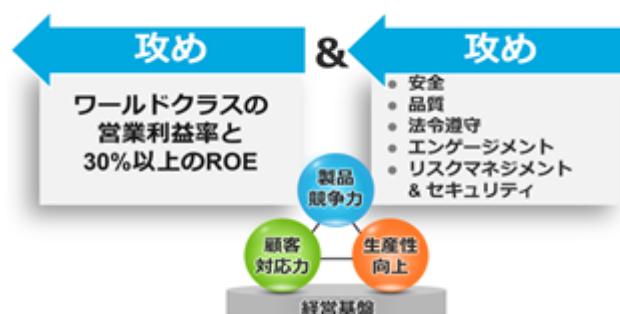 攻め
&
攻め
ワールドクラスの
営業利益率と
30%以上のROE
● 安全
● 品質
● 法令遵守
● エンゲージメント
● リスクマネジメント
& セキュリティ
製品
競争力
顧客
対応力
生産性
向上
経営基盤